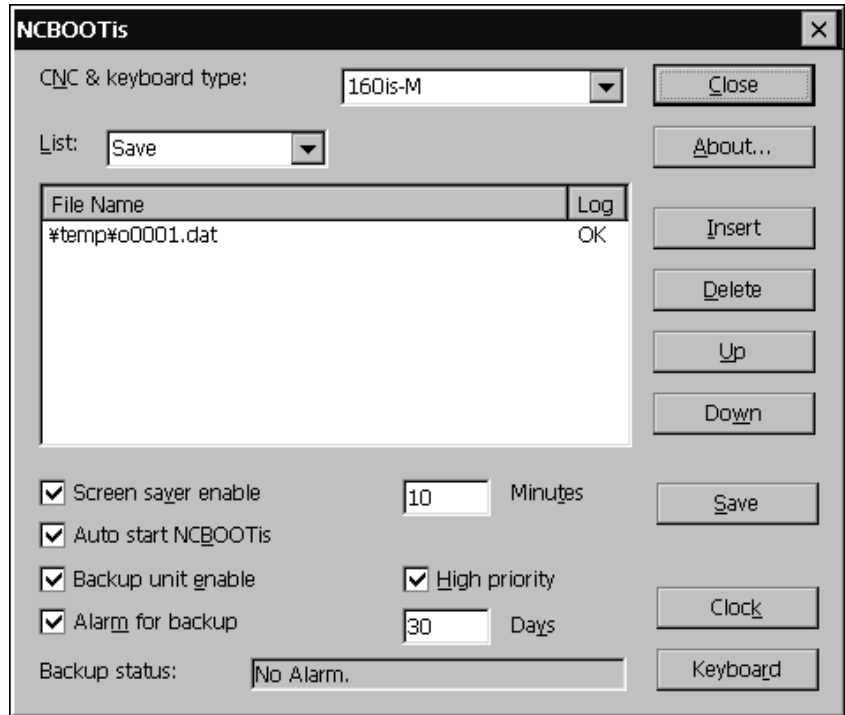 NCBOOTis
CNC & keyboard type: 160is-M Close
List: Save About...
File Name Log
¥temp¥o0001.dat OK
Insert
Delete
Up
Down
Screen saver enable 10 Minutes
Save
Auto start NCBOOTis
Backup unit enable High priority
Clock
Alarm for backup 30 Days
Backup status: No Alarm. Keyboard